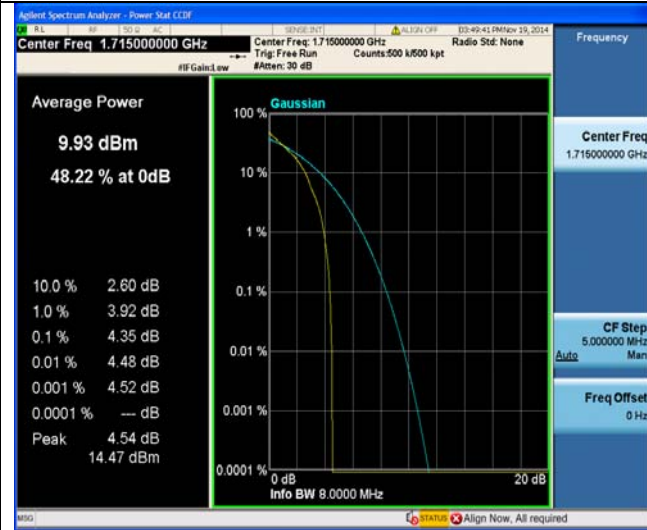 Agilent Spectrum Analyzer - Power Stat CCDF
RL RF 50 Ω AC SENSE:INT ALIGN OFF 03:49:41 PM Nov 19, 2014
Center Freq 1.715000000 GHz
Center Freq: 1.715000000 GHz Radio Std: None
Trig: Free Run Counts:500 k/500 kpt
#IFGain:Low #Atten: 30 dB
Frequency
Average Power
9.93 dBm
48.22 % at 0dB
10.0 % 2.60 dB
1.0 % 3.92 dB
0.1 % 4.35 dB
0.01 % 4.48 dB
0.001 % 4.52 dB
0.0001 % --- dB
Peak 4.54 dB
14.47 dBm
Gaussian
100 %
10 %
1 %
0.1 %
0.01 %
0.001 %
0.0001 %
0 dB 20 dB
Info BW 8.0000 MHz
Center Freq
1.715000000 GHz
CF Step
5.000000 MHz
Auto Man
Freq Offset
0 Hz
MSG STATUS Align Now, All required